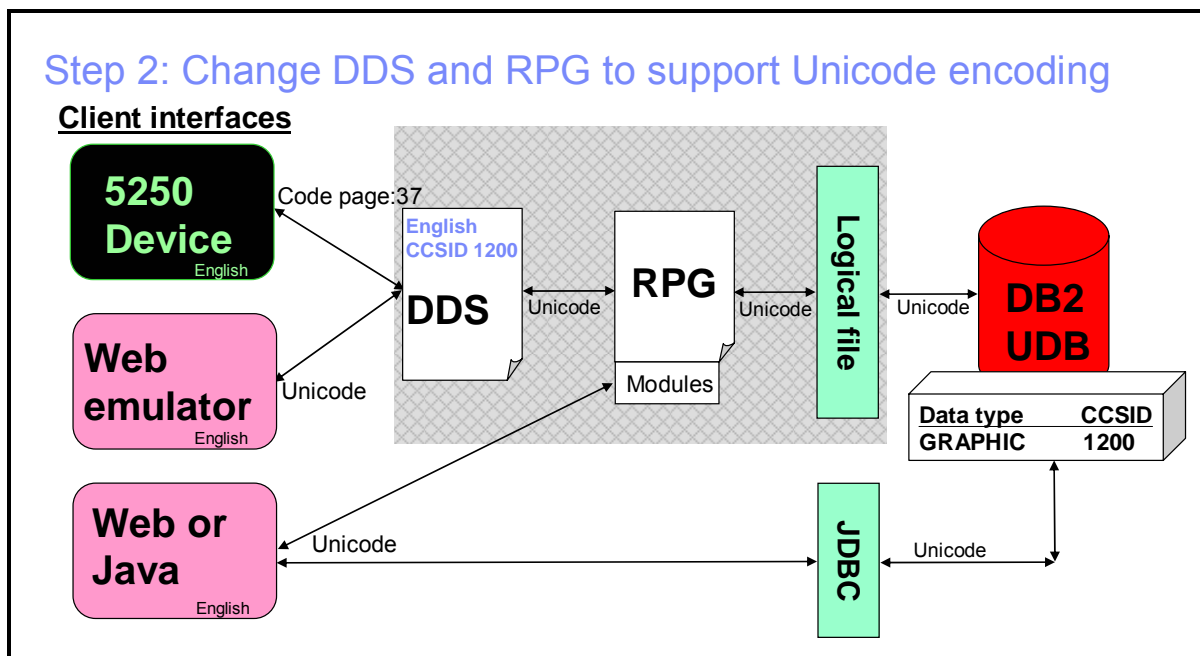 Step 2: Change DDS and RPG to support Unicode encoding
Client interfaces
5250
Device
English
Code page:37
English
CCSID 1200
DDS
Unicode
RPG
Modules
Unicode
Logical file
Unicode
DB2
UDB
Data type CCSID
GRAPHIC 1200
Web
emulator
English
Unicode
Web or
Java
English
Unicode
JDBC
Unicode